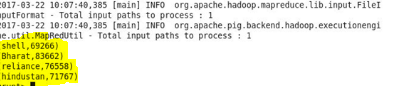 2017-03-22 10:07:40,385 [main] INFO org.apache.hadoop.mapreduce.lib.input.FileI
nputFormat - Total input paths to process : 1
2017-03-22 10:07:40,385 [main] INFO org.apache.pig.backend.hadoop.executionengi
ne.util.MapRedUtil - Total input paths to process : 1
shell,69266)
Bharat,83662)
reliance,76558)
hindustan,71767)